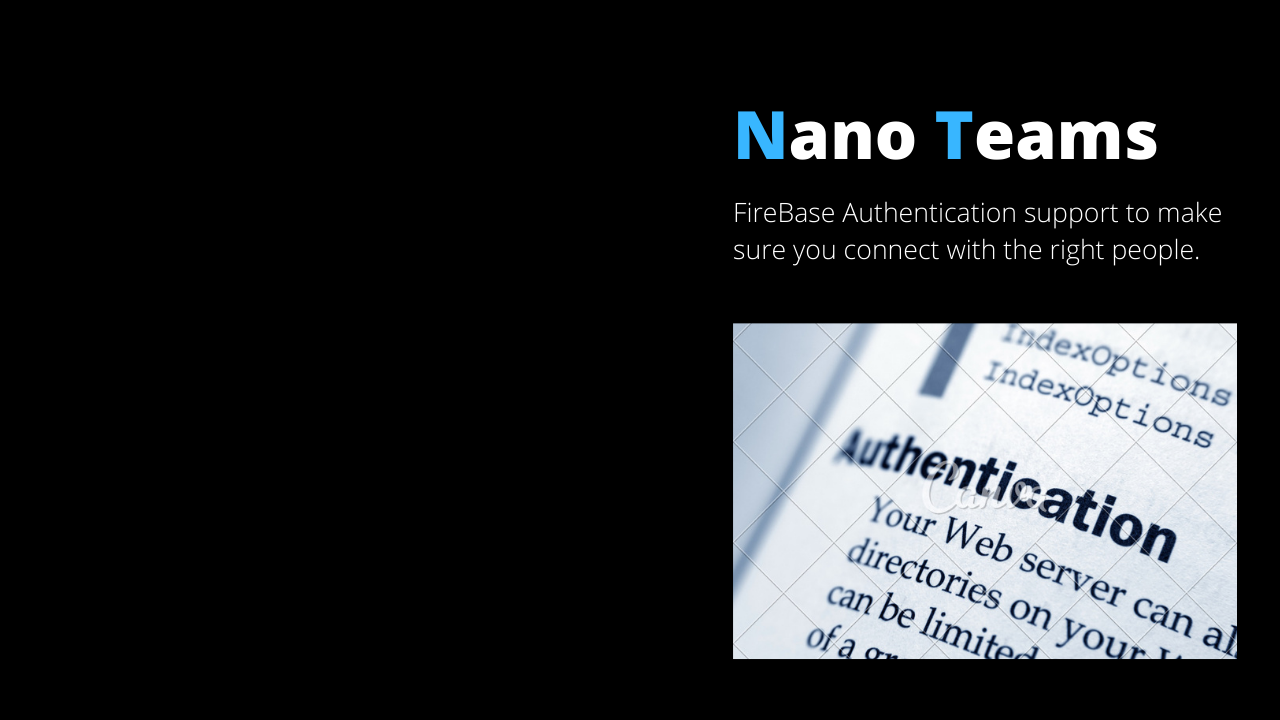 Nano Teams
FireBase Authentication support to make
sure you connect with the right people.
IndexOptions
IndexOptions
Authentication
Canva
Your Web server can al
directories on your W
can be limited
of a gr